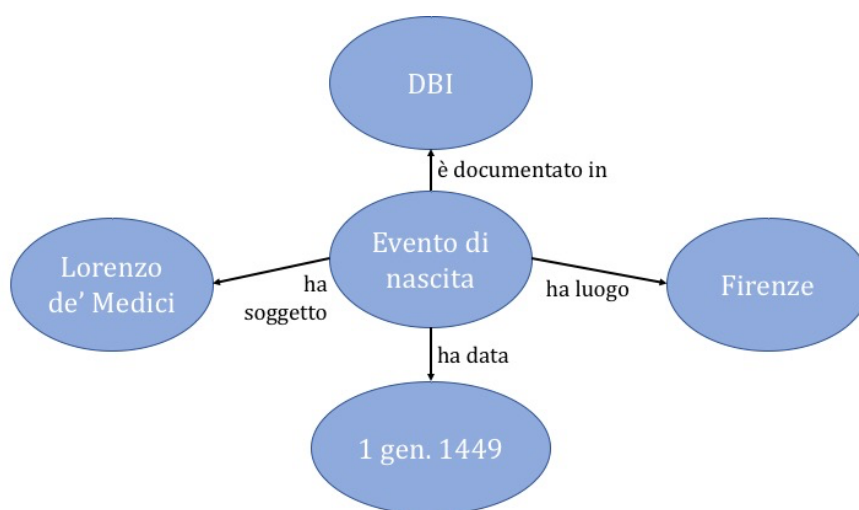 DBI
è documentato in
Lorenzo
de’ Medici
ha
soggetto
Evento di
nascita
ha luogo
Firenze
ha data
1 gen. 1449